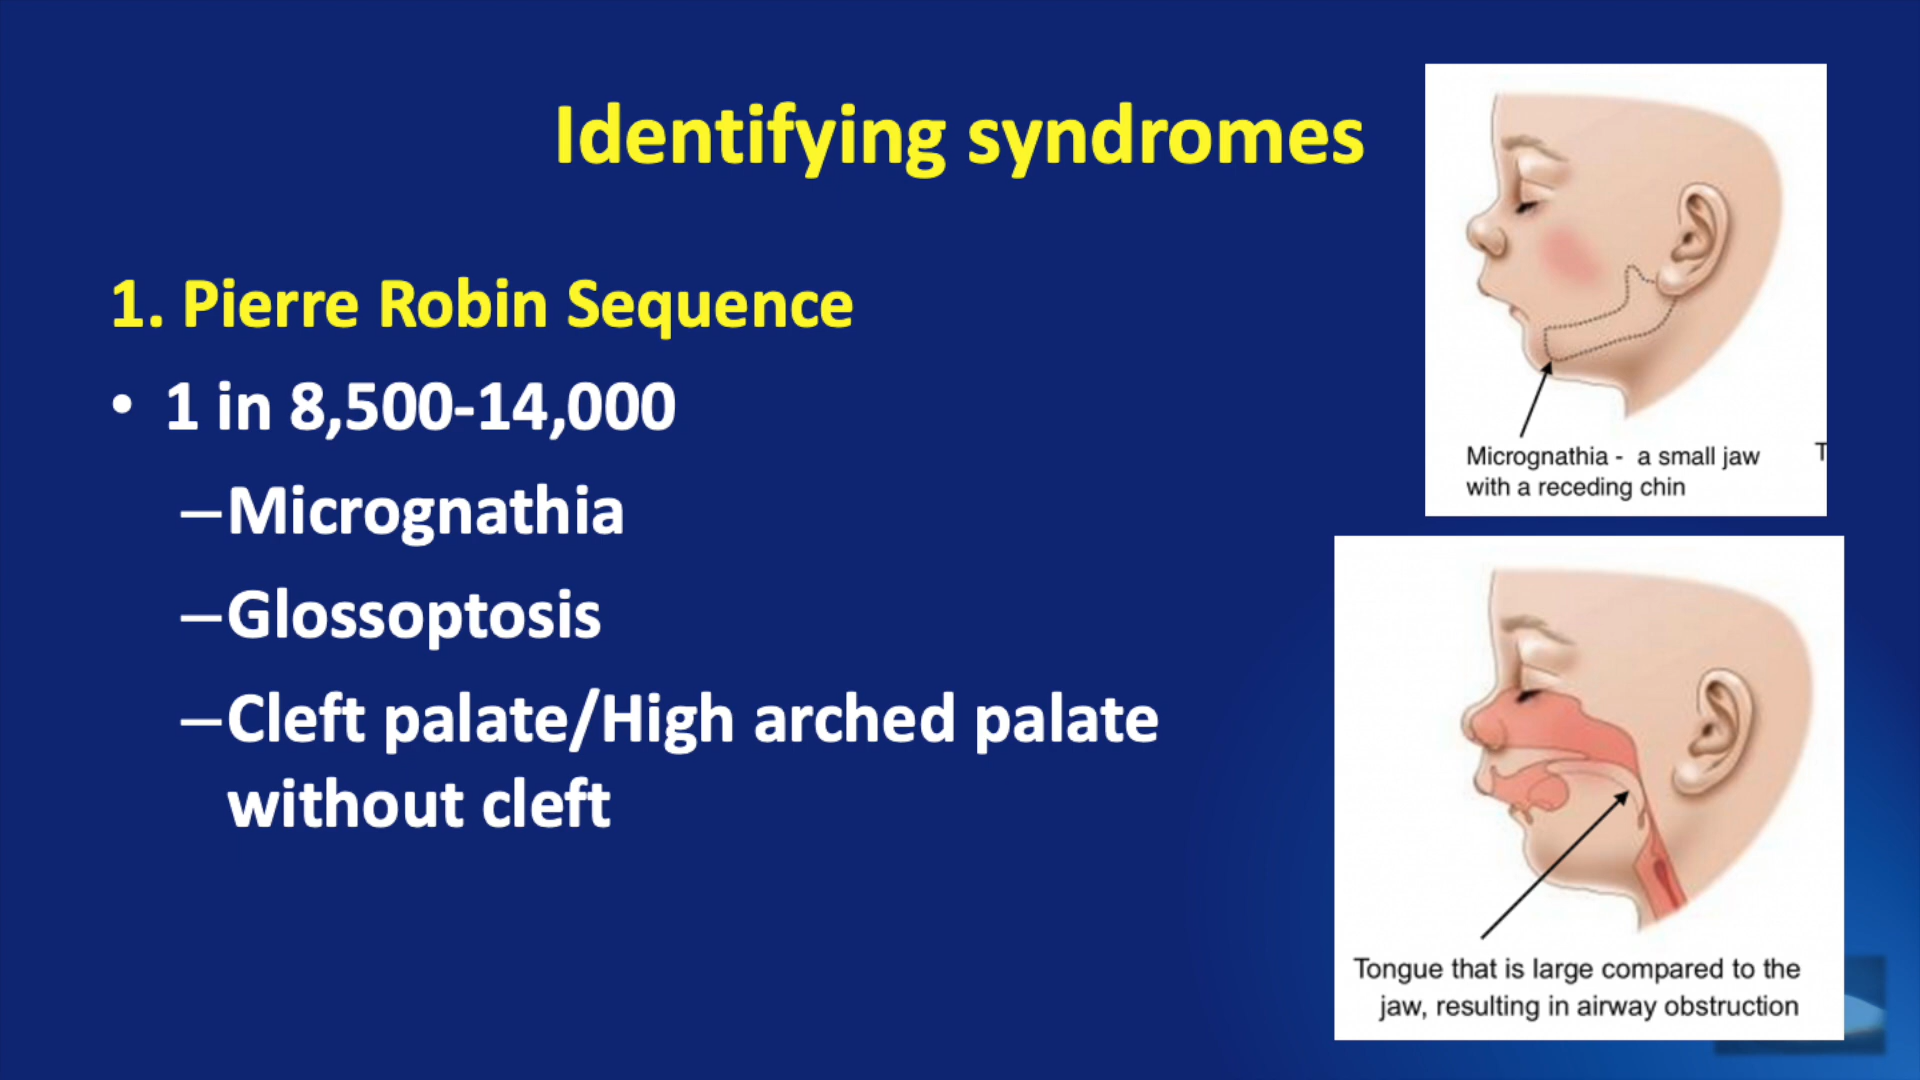 Identifying syndromes
1. Pierre Robin Sequence
• 1 in 8,500-14,000
–Micrognathia
–Glossoptosis
–Cleft palate/High arched palate
without cleft
Micrognathia - a small jaw
with a receding chin
T
Tongue that is large compared to the
jaw, resulting in airway obstruction